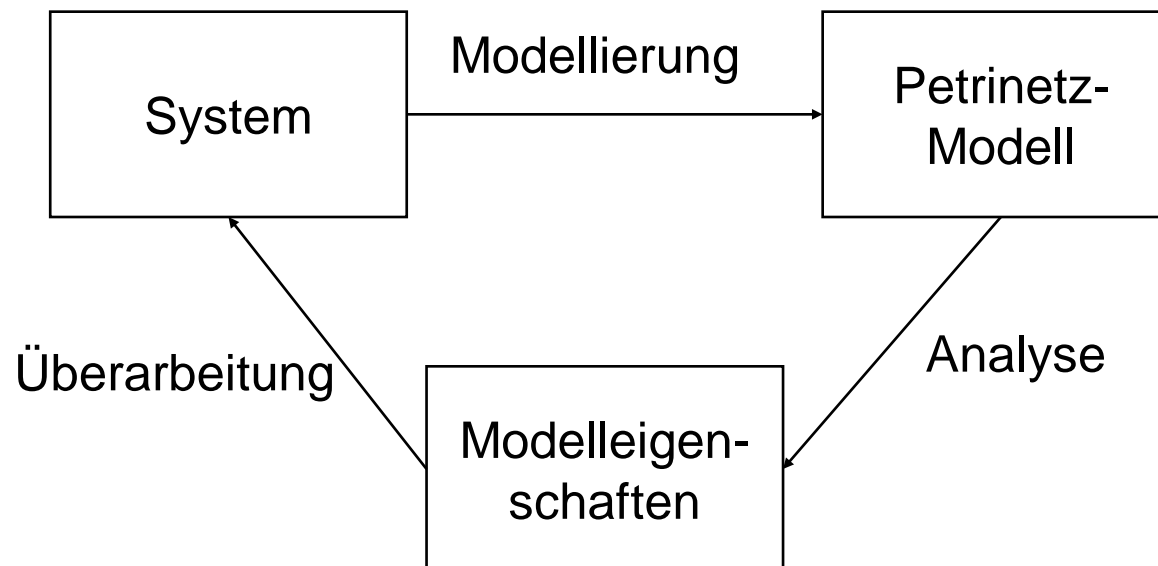 Modellierung
System
Petrinetz-
Modell
Überarbeitung
Analyse
Modelleigen-
schaften